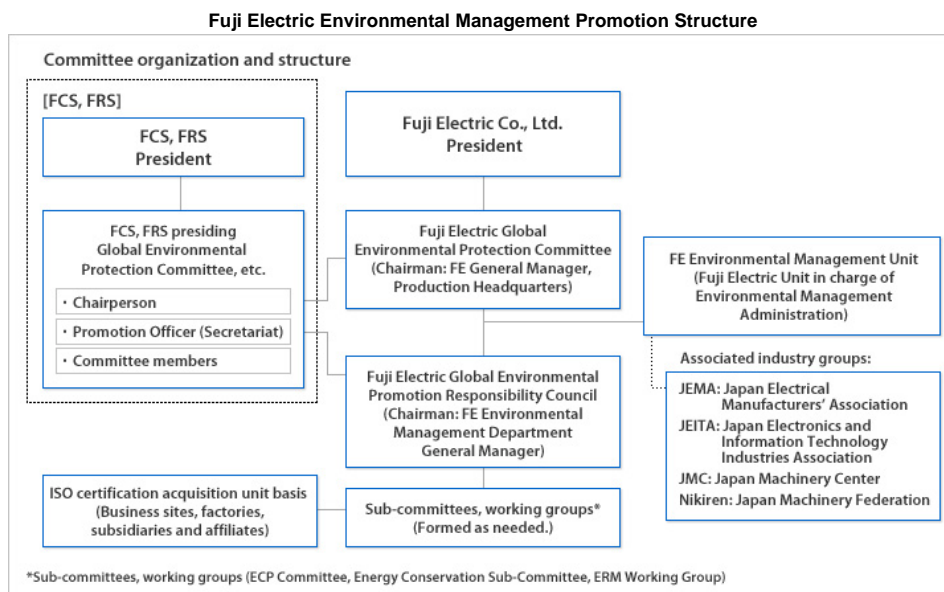 Fuji Electric Environmental Management Promotion Structure
Committee organization and structure
[FCS, FRS]
FCS, FRS
President
Fuji Electric Co., Ltd.
President
FCS, FRS presiding
Global Environmental
Protection Committee, etc.
・Chairperson
・Promotion Officer (Secretariat)
・Committee members
Fuji Electric Global
Environmental Protection Committee
(Chairman: FE General Manager,
Production Headquarters)
FE Environmental Management Unit
(Fuji Electric Unit in charge of
Environmental Management
Administration)
Fuji Electric Global Environmental
Promotion Responsibility Council
(Chairman: FE Environmental
Management Department
General Manager)
Associated industry groups:
JEMA: Japan Electrical
Manufacturers’ Association
JEITA: Japan Electronics and
Information Technology
Industries Association
JMC: Japan Machinery Center
Nikiren: Japan Machinery Federation
ISO certification acquisition unit basis
(Business sites, factories,
subsidiaries and affiliates)
Sub-committees, working groups*
(Formed as needed.)
*Sub-committees, working groups (ECP Committee, Energy Conservation Sub-Committee, ERM Working Group)